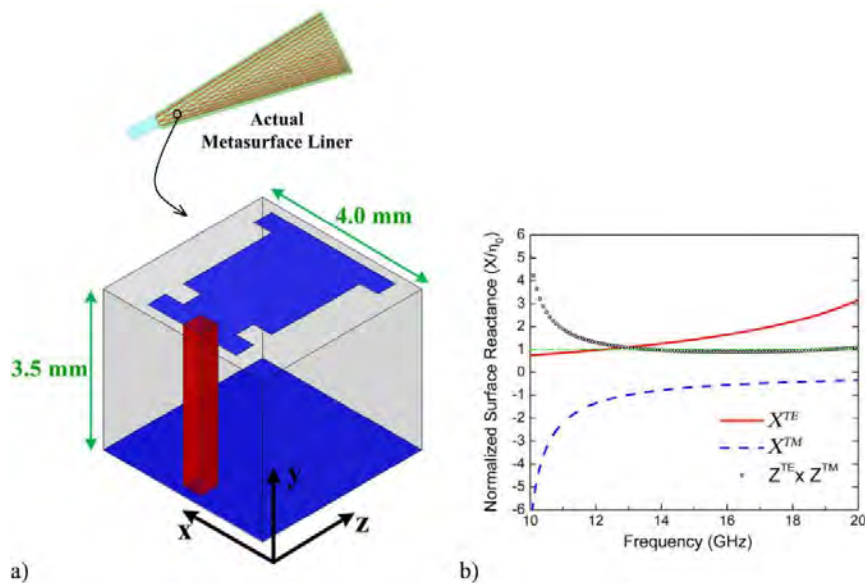 Actual
Metasurface Liner
4.0 mm
3.5 mm
y
x
z
a)
Normalized Surface Reactance (X/η₀)
6
5
4
3
2
1
0
-1
-2
-3
-4
-5
-6
X^TE
X^TM
Z^TE x Z^TM
10 12 14 16 18 20
Frequency (GHz)
b)